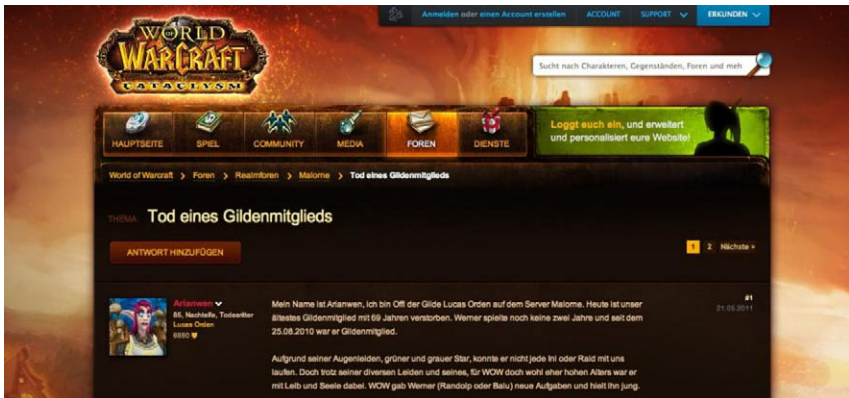 Anmelden oder einen Account erstellen ACCOUNT SUPPORT ERKUNDEN
WORLD OF WARCRAFT
CATACLYSM
Sucht nach Charakteren, Gegenständen, Foren und meh
HAUPTSEITE SPIEL COMMUNITY MEDIA FOREN DIENSTE
Loggt euch ein, und erweitert
und personalisiert eure Website!
World of Warcraft > Foren > Realmforen > Malorne > Tod eines Gildenmitglieds
THEMA Tod eines Gildenmitglieds
ANTWORT HINZUFÜGEN
1 2 Nächste »
Arianwen
85, Nachtelfe, Todesritter
Lucas Orden
6860
Mein Name ist Arianwen, ich bin Offi der Gilde Lucas Orden auf dem Server Malorne. Heute ist unser
ältestes Gildenmitglied mit 69 Jahren verstorben. Werner spielte noch keine zwei Jahre und seit dem
25.08.2010 war er Gildenmitglied.
#1
21.05.2011
Aufgrund seiner Augenleiden, grüner und grauer Star, konnte er nicht jede Ini oder Raid mit uns
laufen. Doch trotz seiner diversen Leiden und seines, für WOW doch wohl eher hohen Alters war er
mit Leib und Seele dabei. WOW gab Werner (Randolp oder Balu) neue Aufgaben und hielt ihn jung.